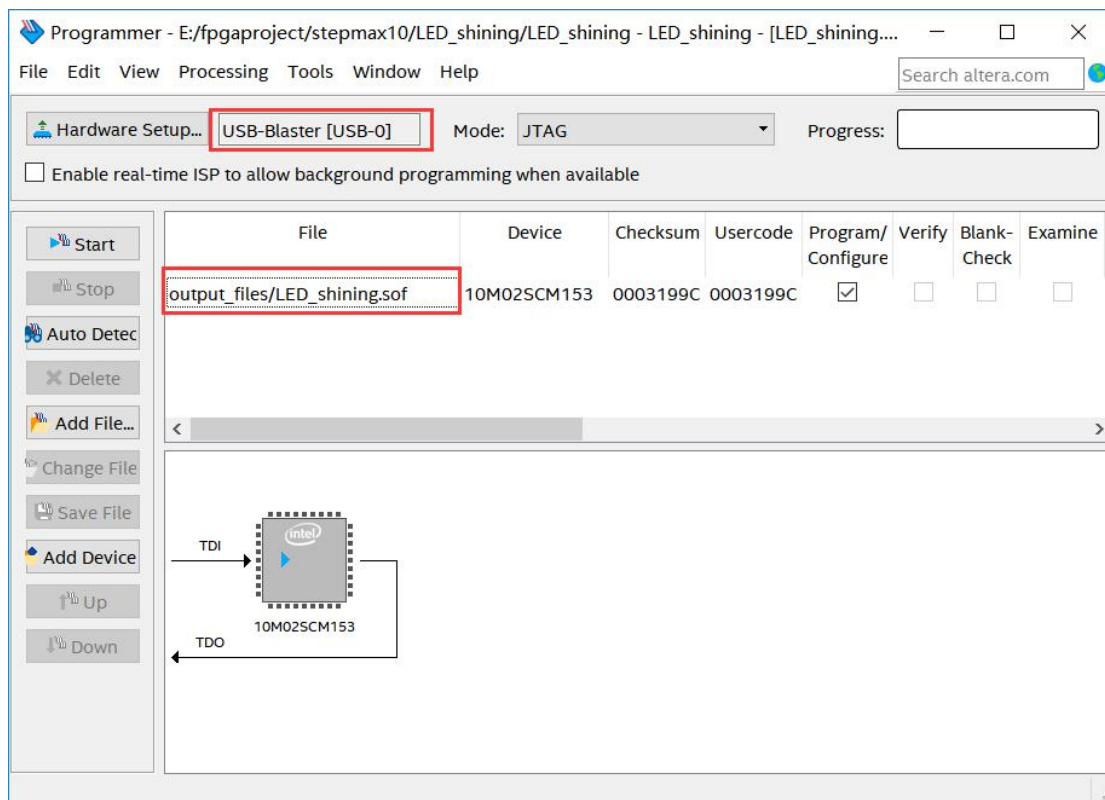 Programmer - E:/fpgaproject/stepmax10/LED_shining/LED_shining - LED_shining - [LED_shining....
File Edit View Processing Tools Window Help
Search altera.com
Hardware Setup... USB-Blaster [USB-0] Mode: JTAG Progress:
Enable real-time ISP to allow background programming when available
File Device Checksum Usercode Program/ Configure Verify Blank- Check Examine
output_files/LED_shining.sof 10M02SCM153 0003199C 0003199C
Start
Stop
Auto Detec
Delete
Add File...
Change File
Save File
Add Device
Up
Down
intel
TDI
10M02SCM153
TDO